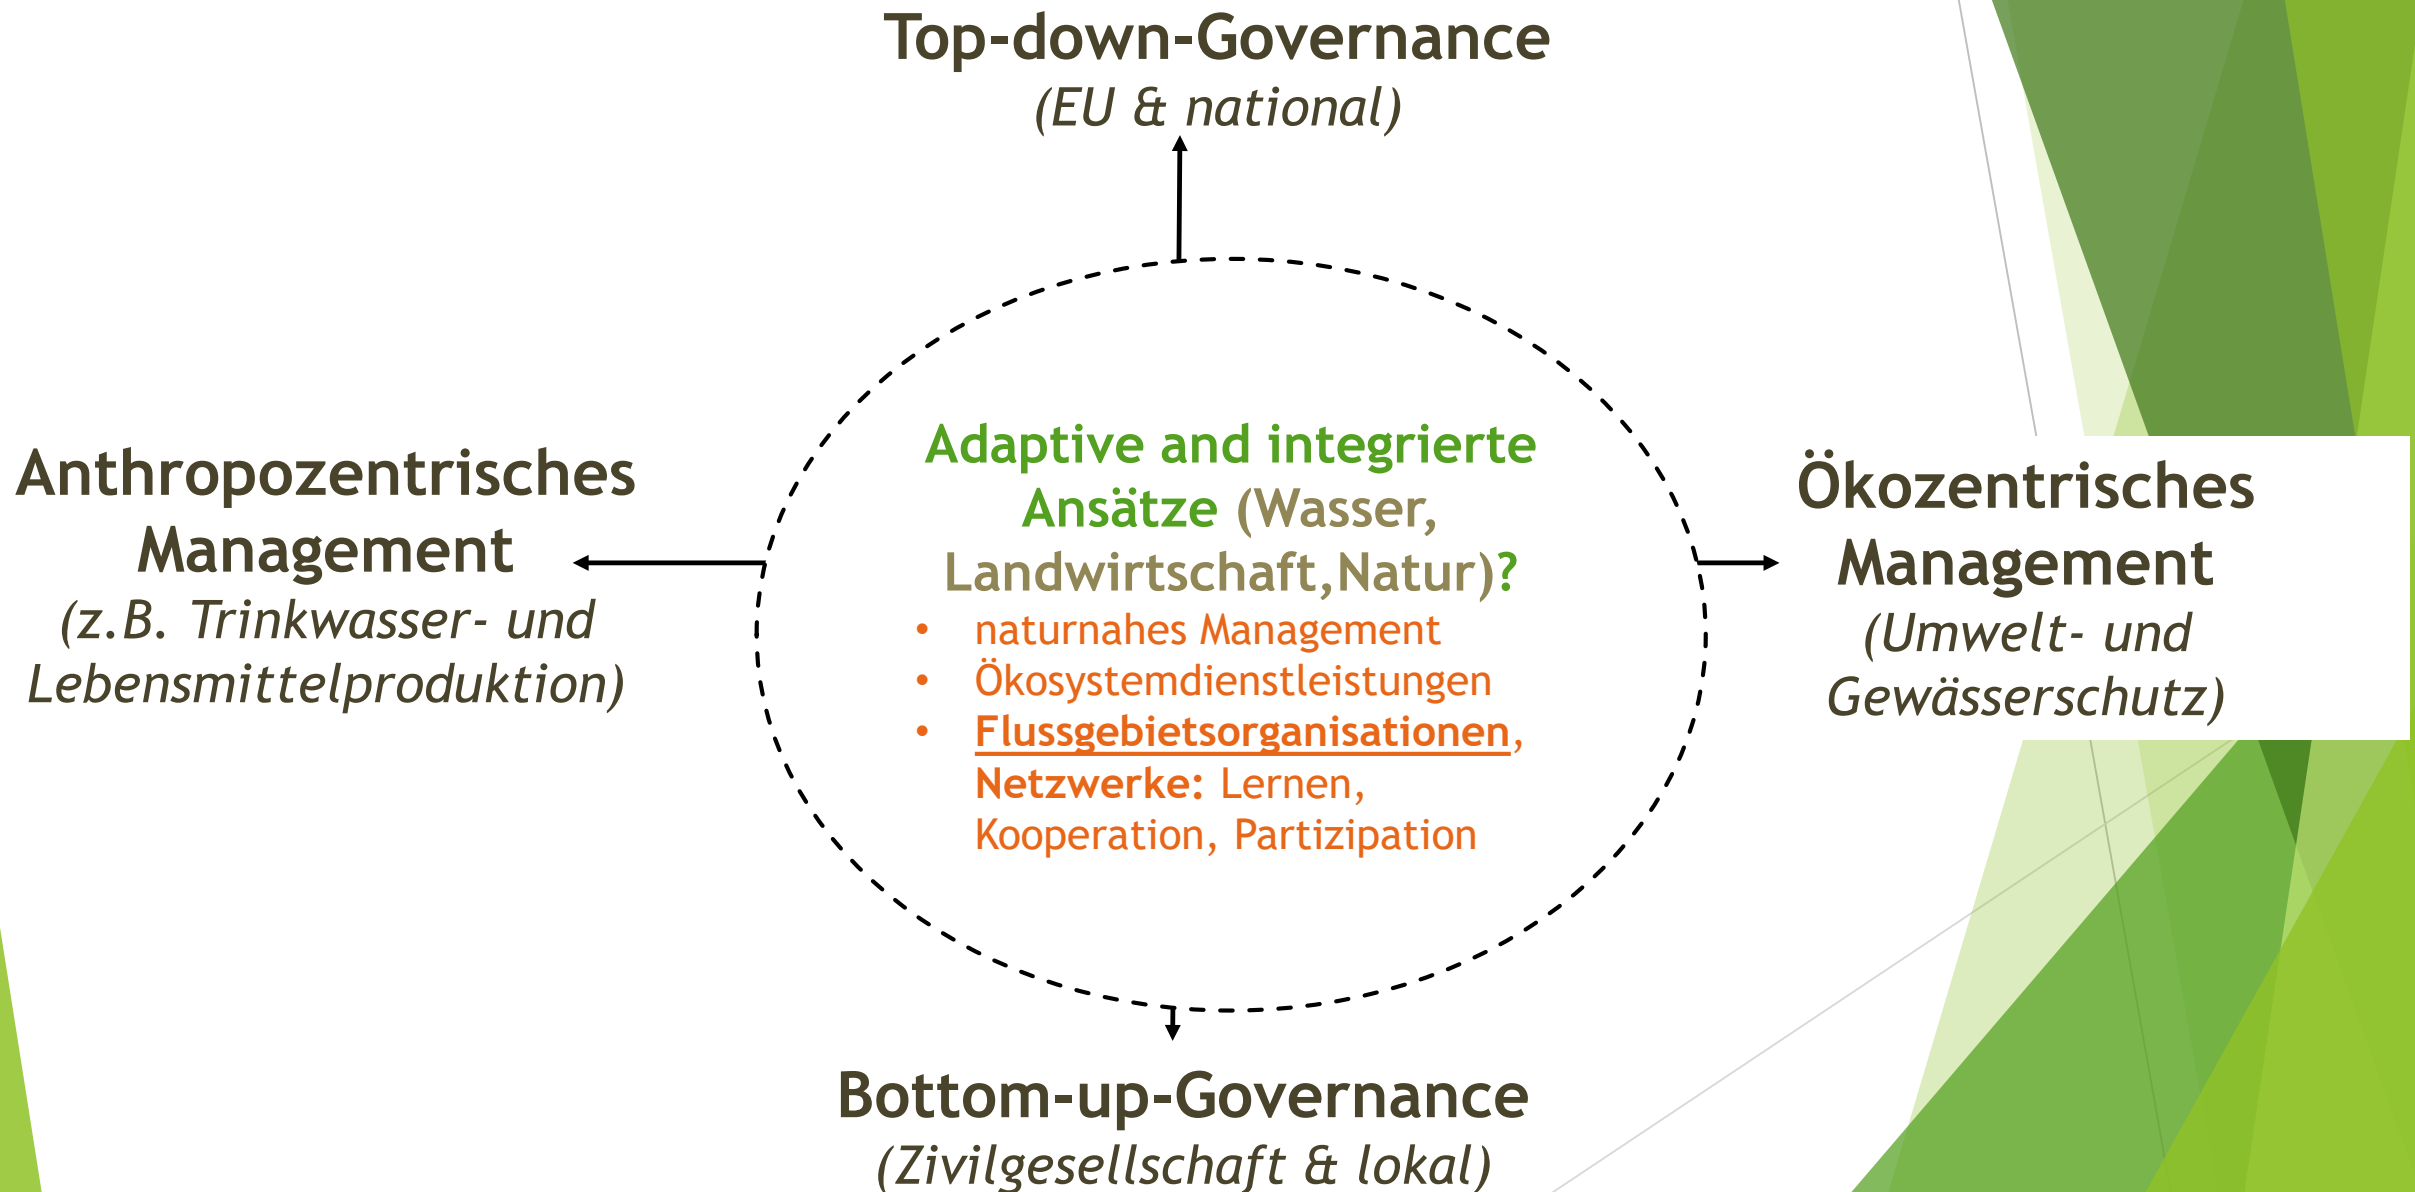 Top-down-Governance
(EU & national)
Anthropozentrisches
Management
(z.B. Trinkwasser- und
Lebensmittelproduktion)
Adaptive and integrierte
Ansätze (Wasser,
Landwirtschaft,Natur)?
• naturnahes Management
• Ökosystemdienstleistungen
• Flussgebietsorganisationen,
Netzwerke: Lernen,
Kooperation, Partizipation
Ökozentrisches
Management
(Umwelt- und
Gewässerschutz)
Bottom-up-Governance
(Zivilgesellschaft & lokal)